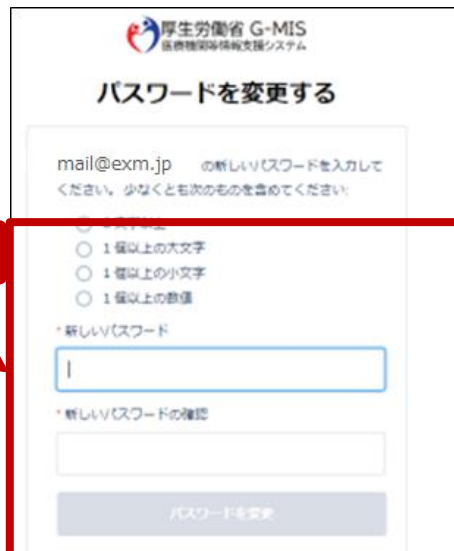 厚生労働省 G-MIS
医療機関等情報支援システム
パスワードを変更する
mail@exm.jp の新しいパスワードを入力して
ください。少なくとも次のものを含めてください:
文字以上
1 個以上の大文字
1 個以上の小文字
1 個以上の数値
* 新しいパスワード
* 新しいパスワードの確認
パスワードを変更